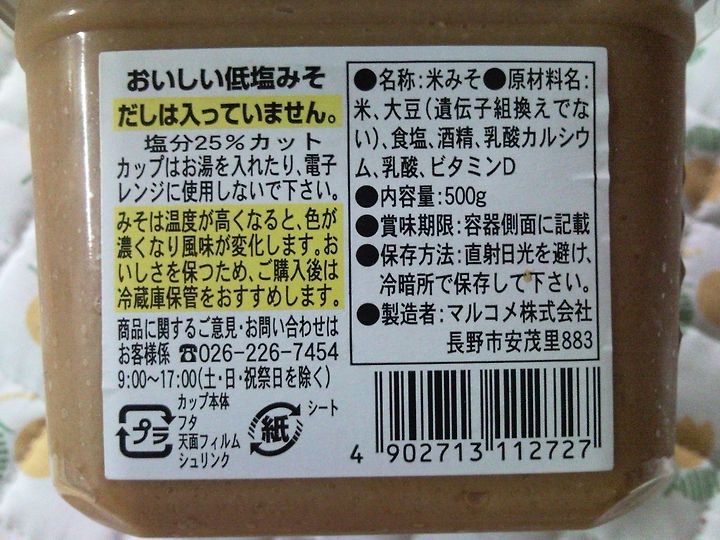 おいしい低塩みそ
だしは入っていません。
塩分25%カット
カップはお湯を入れたり、電子
レンジに使用しないで下さい。
みそは温度が高くなると、色が
濃くなり風味が変化します。お
いしさを保つため、ご購入後は
冷蔵庫保管をおすすめします。
商品に関するご意見・お問い合わせは
お客様係 ☎026-226-7454
9:00〜17:00(土・日・祝祭日を除く)
プラ
カップ本体
フタ
天面フィルム
シュリンク
紙
シート
●名称:米みそ●原材料名:
米、大豆(遺伝子組換えでな
い)、食塩、酒精、乳酸カルシウ
ム、乳酸、ビタミンD
●内容量:500g
●賞味期限:容器側面に記載
●保存方法:直射日光を避け、
冷暗所で保存して下さい。
●製造者:マルコメ株式会社
長野市安茂里883
4 902713 112727